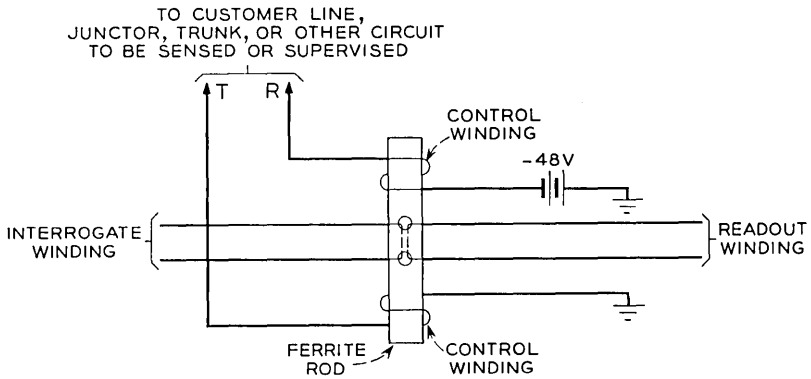 TO CUSTOMER LINE,
JUNCTOR, TRUNK, OR OTHER CIRCUIT
TO BE SENSED OR SUPERVISED
T R
CONTROL
WINDING
-48V
INTERROGATE
WINDING
READOUT
WINDING
FERRITE
ROD
CONTROL
WINDING